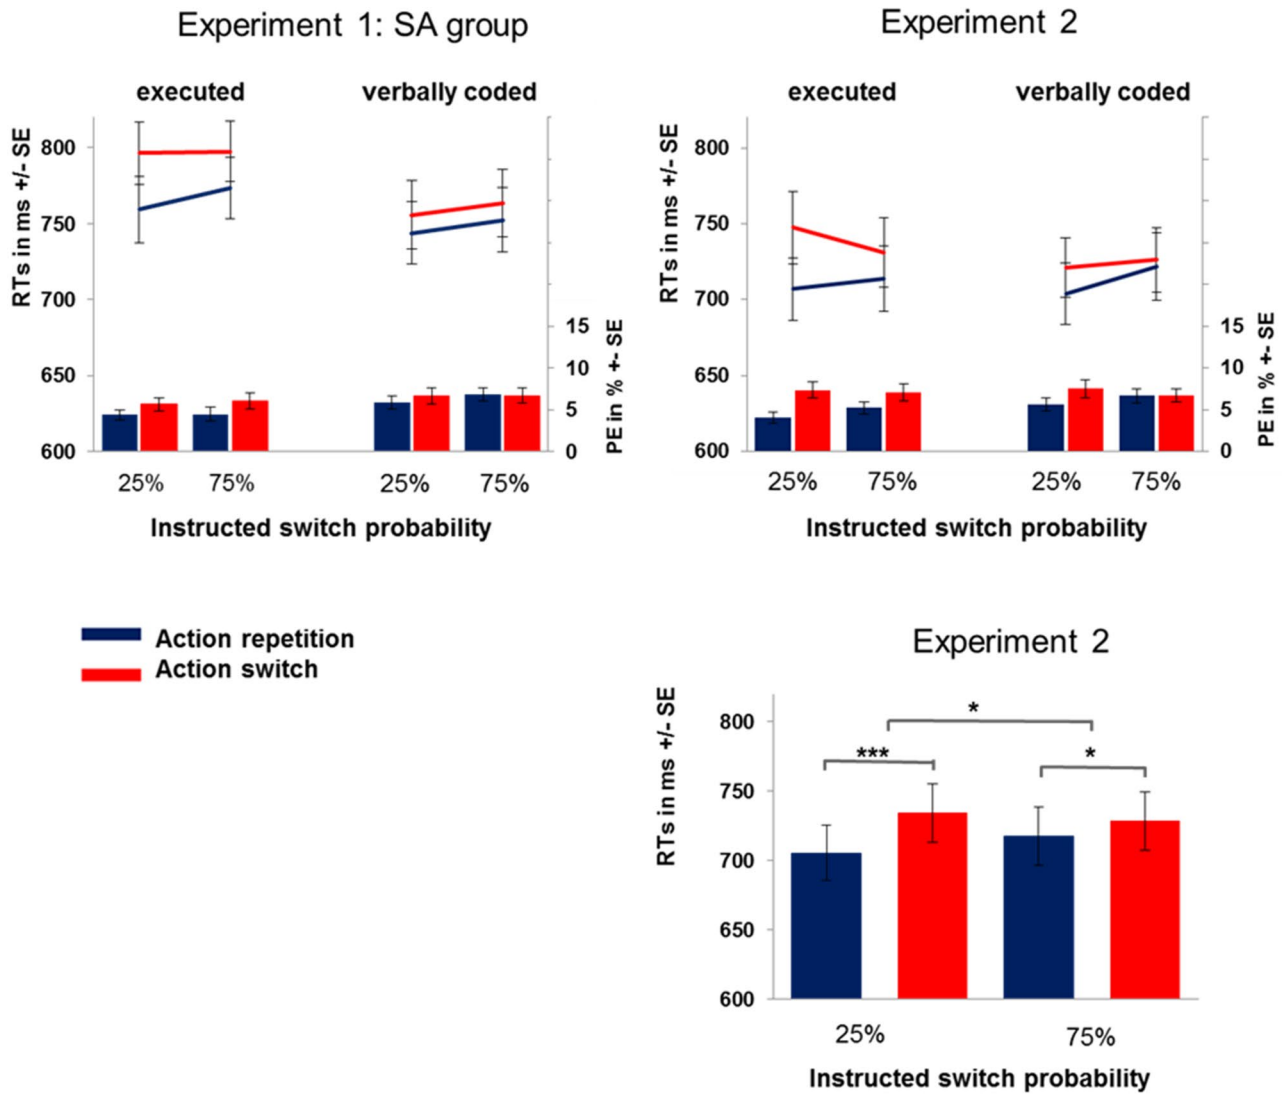 Experiment 1: SA group
executed
verbally coded
RTs in ms +/- SE
800
750
700
650
600
15
10
5
0
PE in % +- SE
25%
75%
25%
75%
Instructed switch probability
Experiment 2
executed
verbally coded
RTs in ms +/- SE
800
750
700
650
600
15
10
5
0
PE in % +- SE
25%
75%
25%
75%
Instructed switch probability
Action repetition
Action switch
Experiment 2
RTs in ms +/- SE
800
750
700
650
600
*
***
*
25%
75%
Instructed switch probability